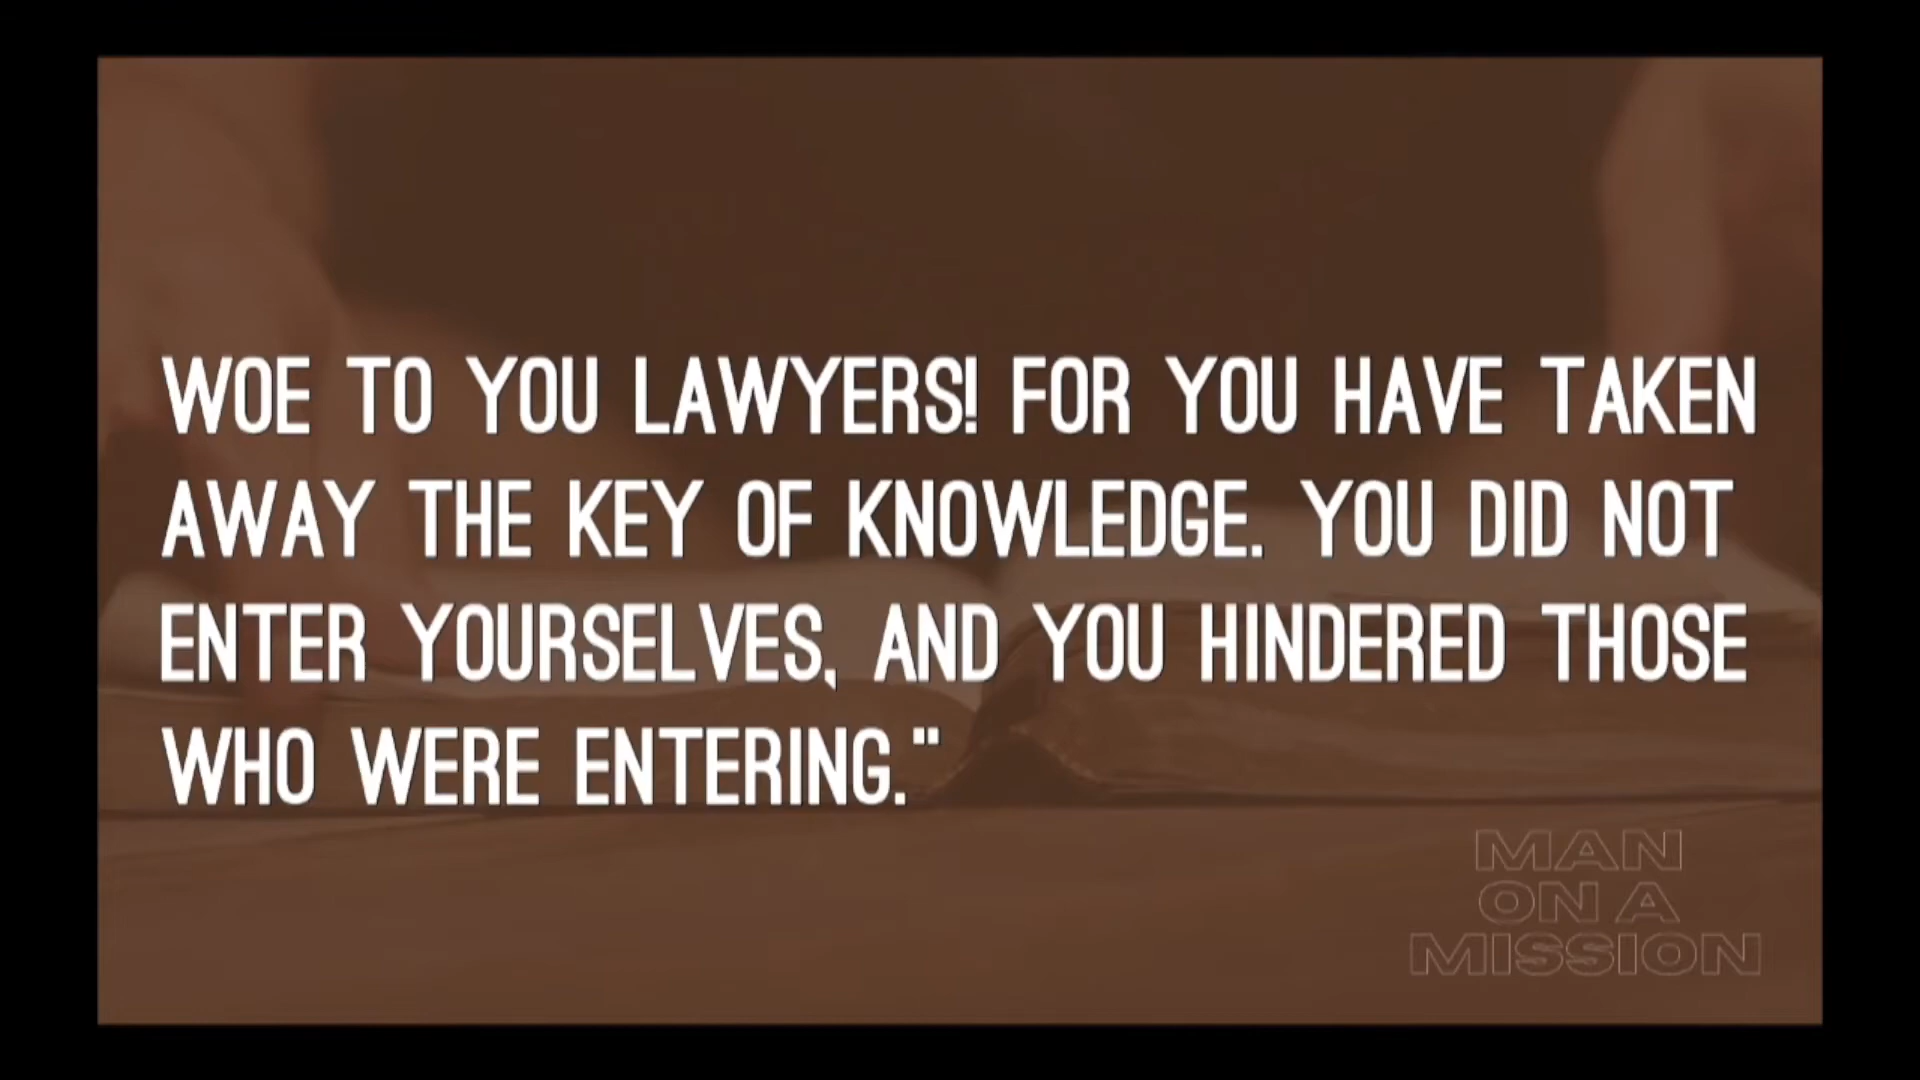 WOE TO YOU LAWYERS! FOR YOU HAVE TAKEN
AWAY THE KEY OF KNOWLEDGE. YOU DID NOT
ENTER YOURSELVES, AND YOU HINDERED THOSE
WHO WERE ENTERING."
MAN
ON A
MISSION